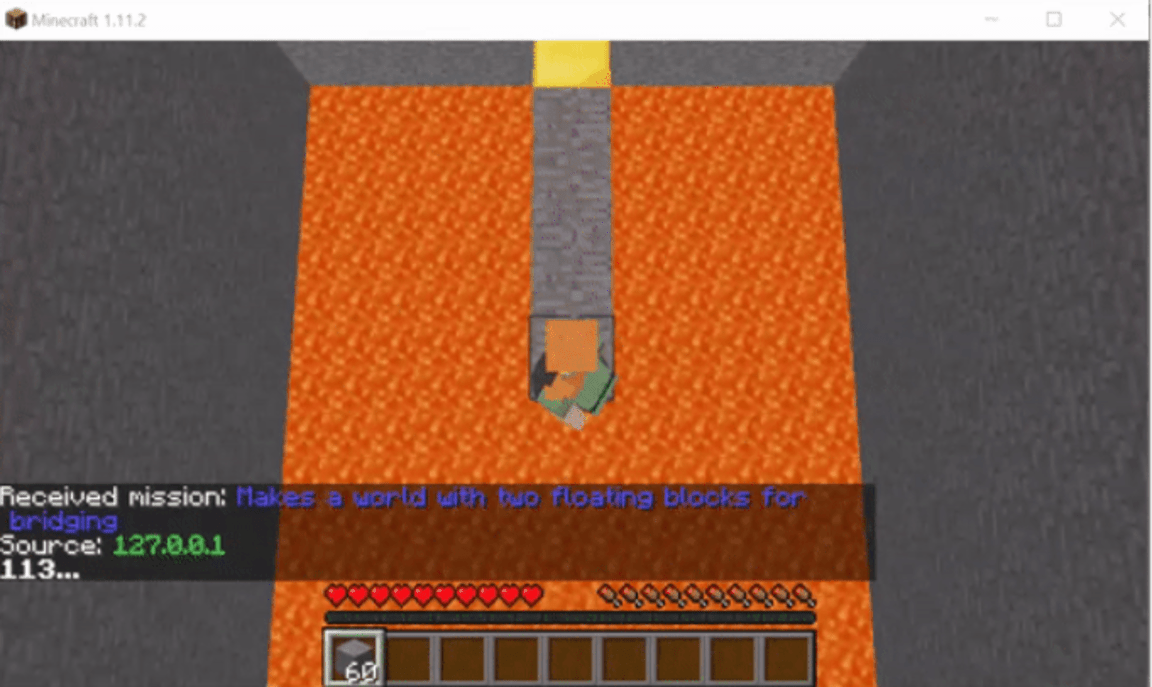 Minecraft 1.11.2
Received mission: Makes a world with two floating blocks for
bridging
Source: 127.0.0.1
113...
60